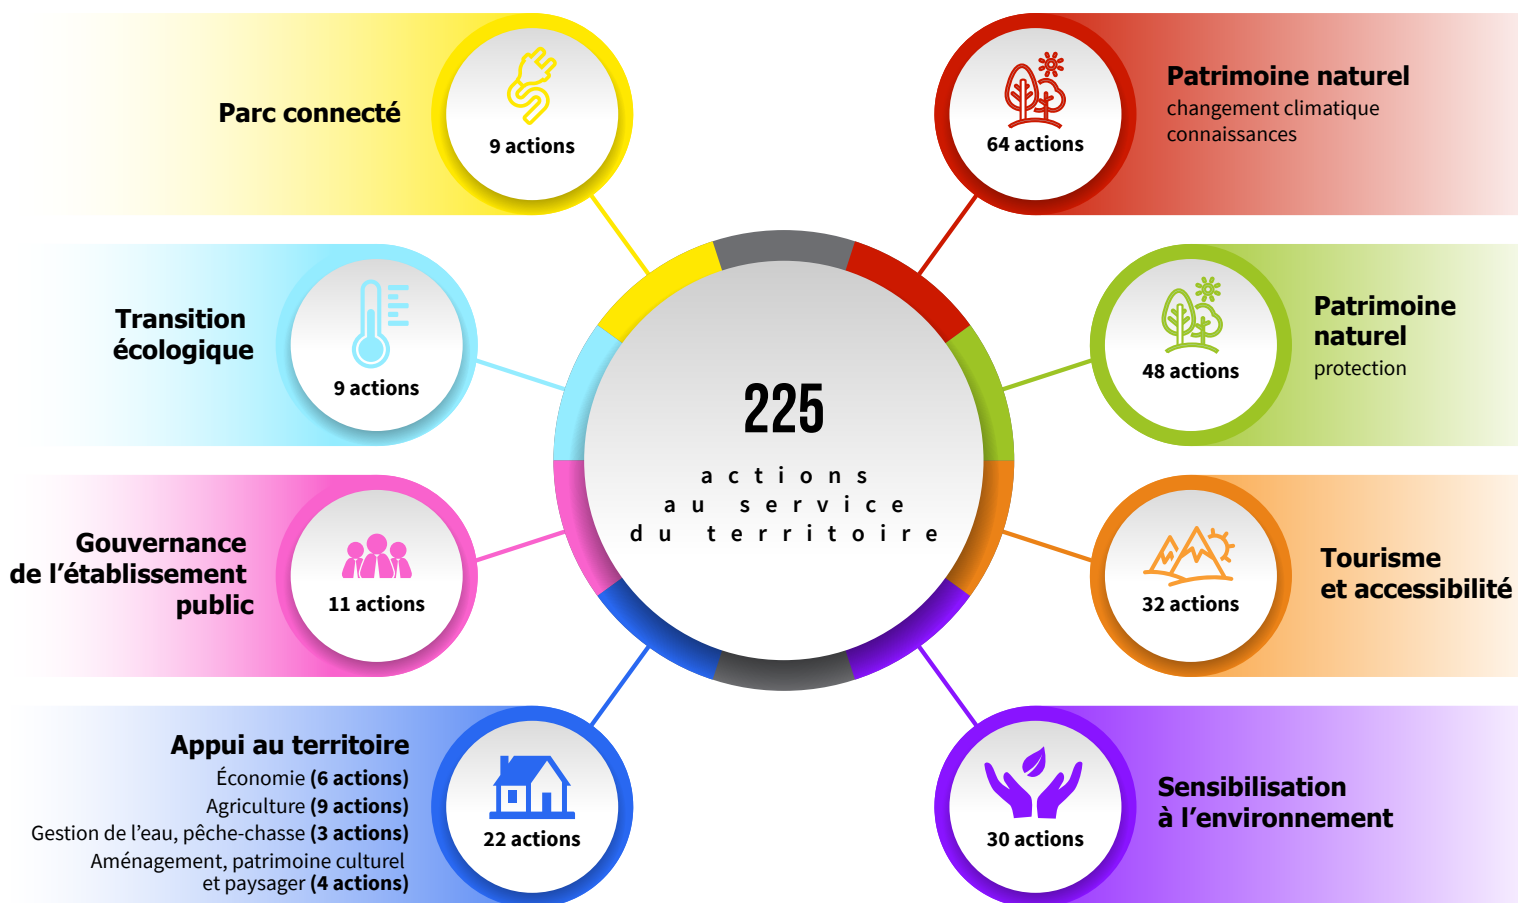 Parc connecté
9 actions
Patrimoine naturel
changement climatique
connaissances
64 actions
Transition
écologique
9 actions
Patrimoine
naturel
protection
48 actions
225
actions
au service
du territoire
Gouvernance
de l’établissement
public
11 actions
Tourisme
et accessibilité
32 actions
Appui au territoire
Économie (6 actions)
Agriculture (9 actions)
Gestion de l’eau, pêche-chasse (3 actions)
Aménagement, patrimoine culturel
et paysager (4 actions)
22 actions
Sensibilisation
à l’environnement
30 actions